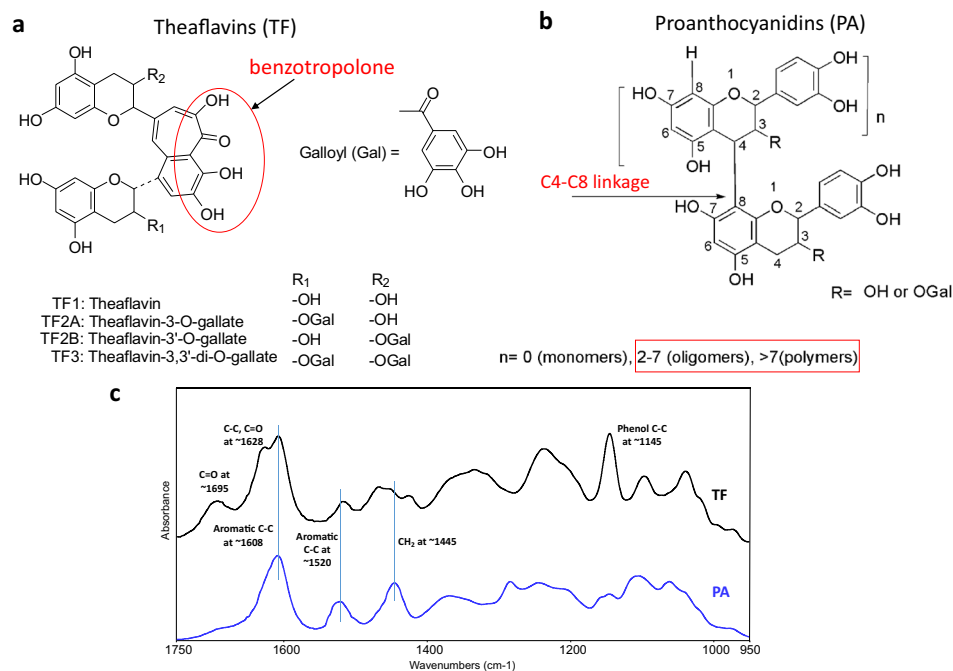 a
Theaflavins (TF)
OH
R2
HO
O
benzotropolone
OH
O
OH
OH
HO
O
OH
R1
Galloyl (Gal) =
O
OH
OH
HO
R1 R2
TF1: Theaflavin -OH -OH
TF2A: Theaflavin-3-O-gallate -OGal -OH
TF2B: Theaflavin-3'-O-gallate -OH -OGal
TF3: Theaflavin-3,3'-di-O-gallate -OGal -OGal
b
Proanthocyanidins (PA)
H
OH
OH
HO
7
8
1
O
2
3
R
4
5
6
OH
n
C4-C8 linkage
HO
7
8
1
O
2
3
R
4
5
6
OH
OH
OH
R= OH or OGal
n= 0 (monomers), 2-7 (oligomers), >7(polymers)
c
C-C, C=O
at ~1628
C=O at
~1695
Aromatic C-C
at ~1608
Aromatic
C-C at
~1520
CH2 at ~1445
Phenol C-C
at ~1145
TF
PA
Absorbance
1750 1600 1400 1200 1000 950
Wavenumbers (cm-1)